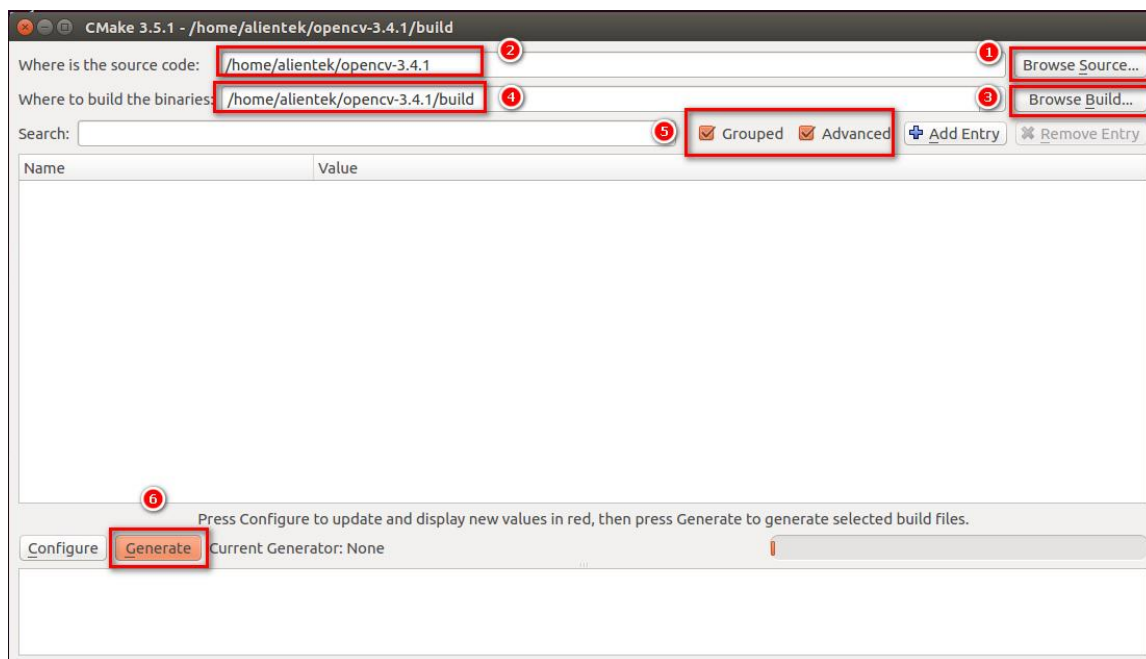 CMake 3.5.1 - /home/alientek/opencv-3.4.1/build
Where is the source code: /home/alientek/opencv-3.4.1 2 1 Browse Source...
Where to build the binaries: /home/alientek/opencv-3.4.1/build 4 3 Browse Build...
Search: 5 Grouped Advanced Add Entry Remove Entry
Name Value
6
Press Configure to update and display new values in red, then press Generate to generate selected build files.
Configure Generate Current Generator: None